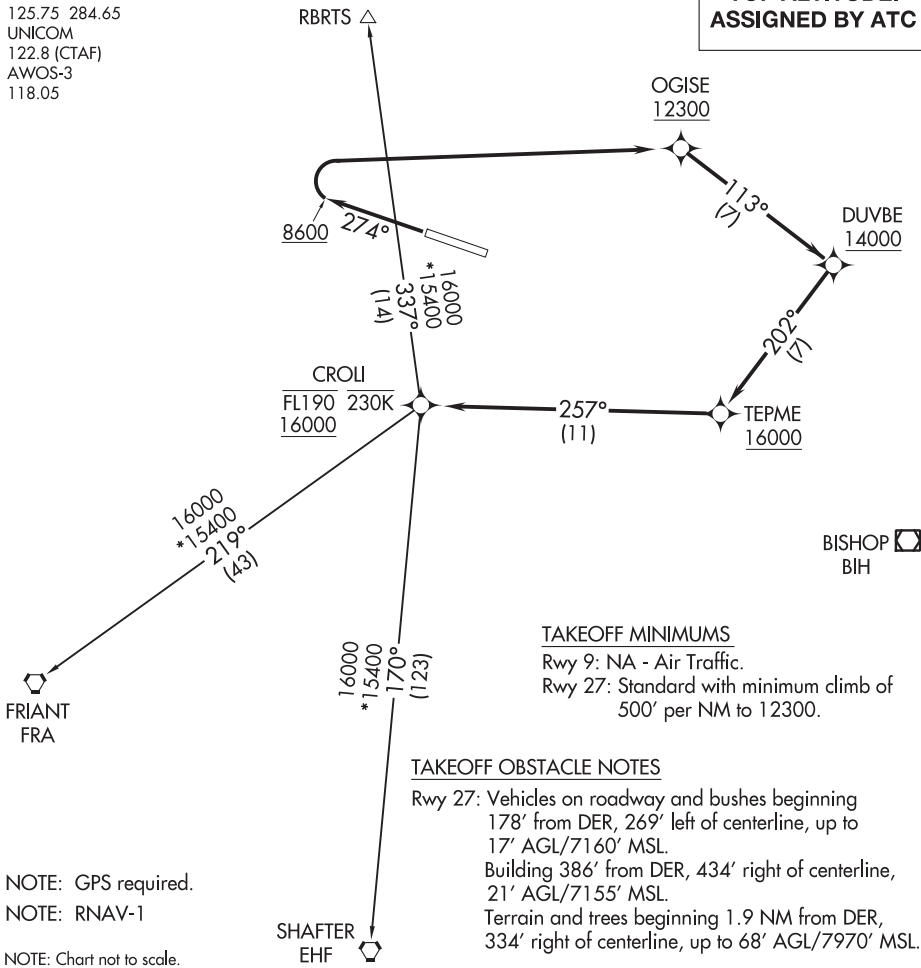 125.75 284.65
UNICOM
122.8 (CTAF)
AWOS-3
118.05
RBRTS
ASSIGNED BY ATC
OGISE
12300
113°
(7)
DUVBE
14000
8600
274°
16000
*15400
337°
(14)
202°
(7)
CROLI
FL190 230K
16000
257°
(11)
TEPME
16000
16000
*15400
219°
(43)
BISHOP
BIH
16000
*15400
170°
(123)
FRIANT
FRA
TAKEOFF MINIMUMS
Rwy 9: NA - Air Traffic.
Rwy 27: Standard with minimum climb of
500' per NM to 12300.
TAKEOFF OBSTACLE NOTES
Rwy 27: Vehicles on roadway and bushes beginning
178' from DER, 269' left of centerline, up to
17' AGL/7160' MSL.
Building 386' from DER, 434' right of centerline,
21' AGL/7155' MSL.
Terrain and trees beginning 1.9 NM from DER,
334' right of centerline, up to 68' AGL/7970' MSL.
NOTE: GPS required.
NOTE: RNAV-1
NOTE: Chart not to scale.
SHAFTER
EHF